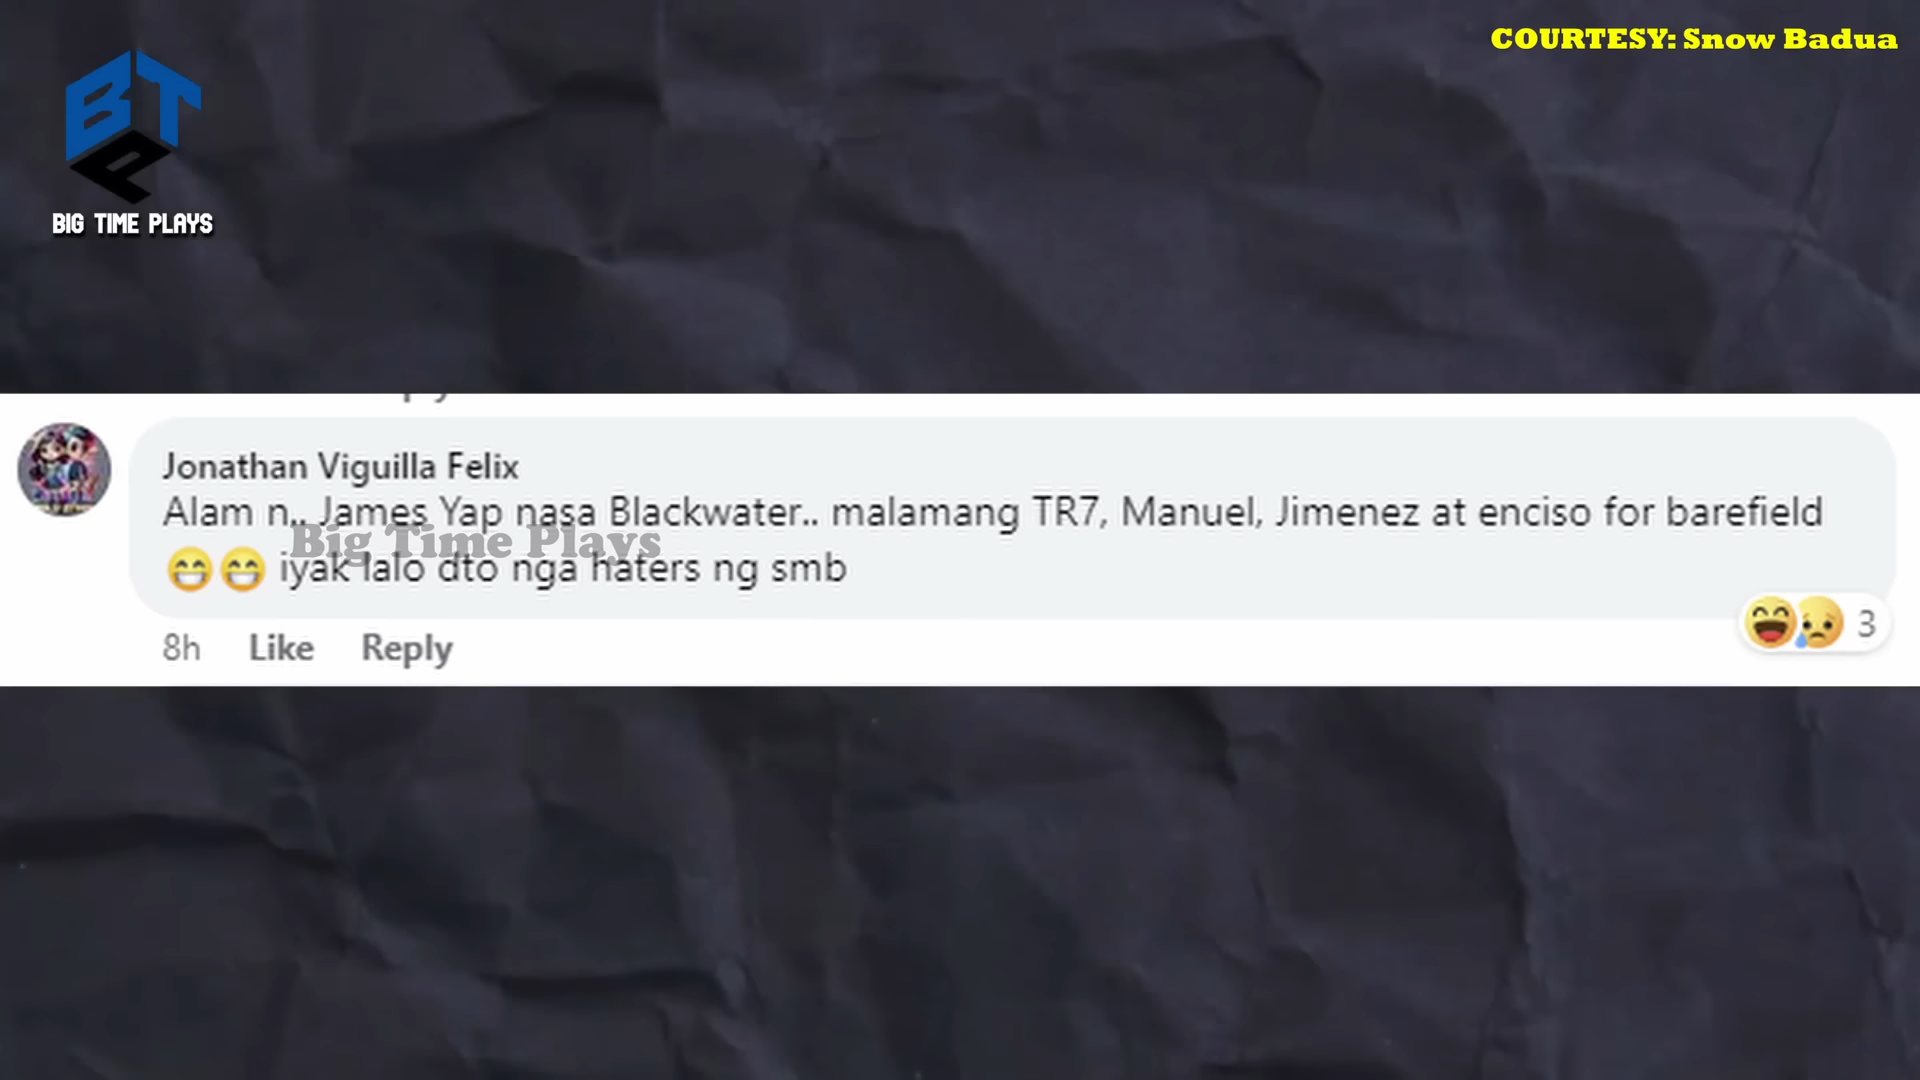 COURTESY: Snow Badua
BTP
BIG TIME PLAYS
Jonathan Viguilla Felix
Alam n.. James Yap nasa Blackwater.. malamang TR7, Manuel, Jimenez at enciso for barefield
Big Time Plays
😁😁 iyak lalo dto nga haters ng smb
8h Like Reply
3